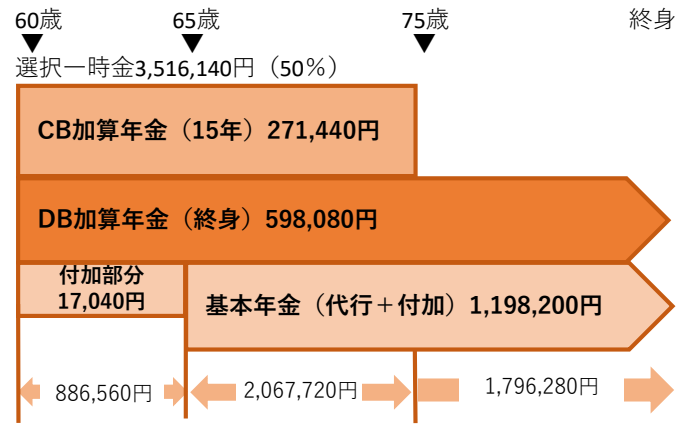 60歳 65歳 75歳 終身
選択一時金3,516,140円（50％）
CB加算年金（15年）271,440円
DB加算年金（終身）598,080円
付加部分
17,040円
基本年金（代行＋付加）1,198,200円
886,560円 2,067,720円 1,796,280円